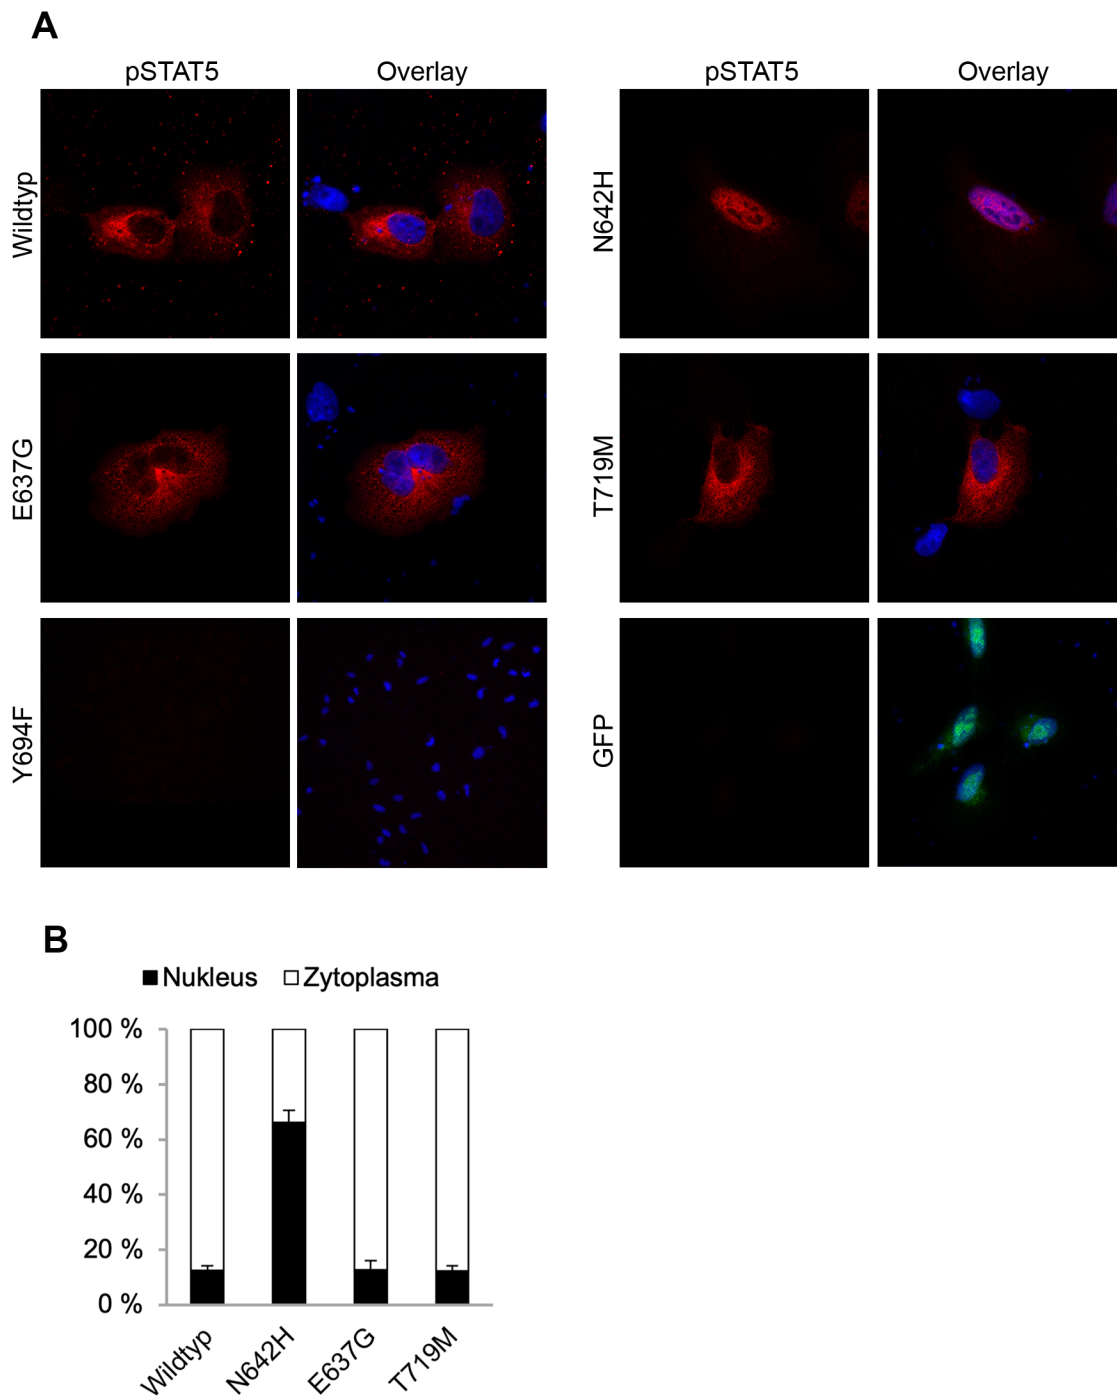 A
pSTAT5 Overlay pSTAT5 Overlay
Wildtyp N642H
E637G T719M
Y694F GFP
B
Nukleus Zytoplasma
100 %
80 %
60 %
40 %
20 %
0 %
Wildtyp N642H E637G T719M